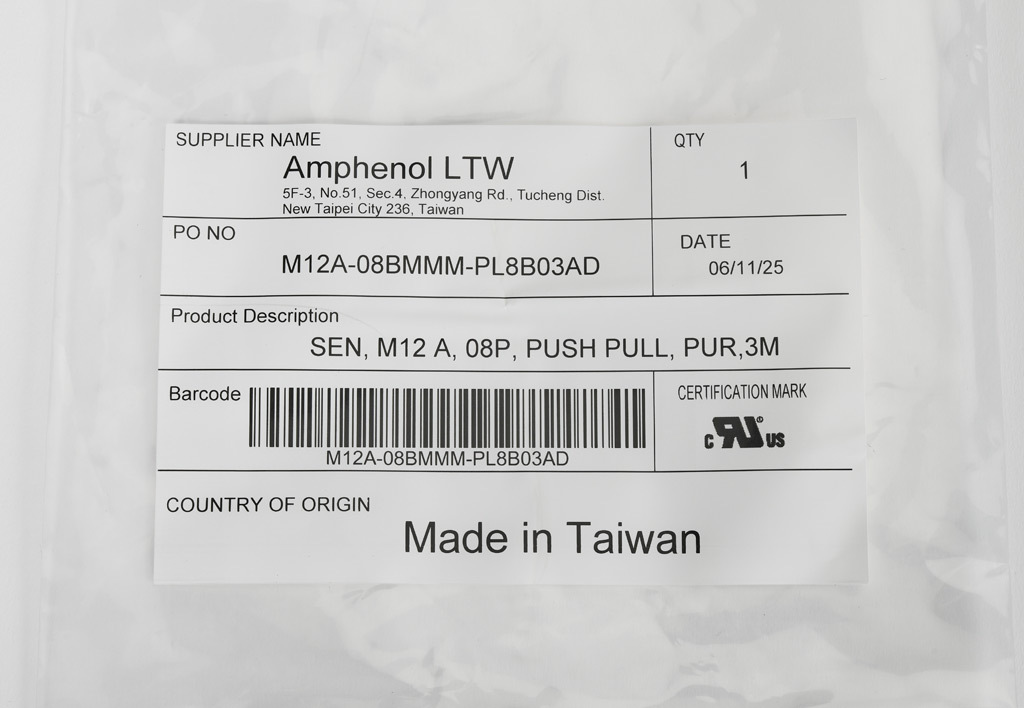 SUPPLIER NAME
Amphenol LTW
5F-3, No.51, Sec.4, Zhongyang Rd., Tucheng Dist.
New Taipei City 236, Taiwan
QTY
1
PO NO
M12A-08BMMM-PL8B03AD
DATE
06/11/25
Product Description
SEN, M12 A, 08P, PUSH PULL, PUR,3M
Barcode
M12A-08BMMM-PL8B03AD
CERTIFICATION MARK
c RU® US
COUNTRY OF ORIGIN
Made in Taiwan